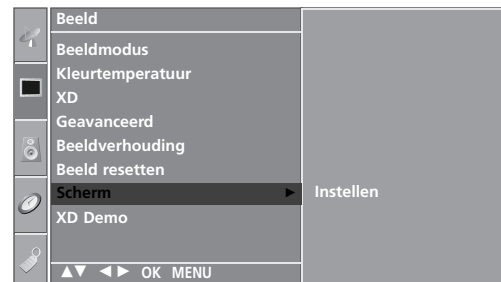 Beeld
Beeldmodus
Kleurtemperatuur
XD
Geavanceerd
Beeldverhouding
Beeld resetten
Scherm ► Instellen
XD Demo
▲▼ ◄► OK MENU